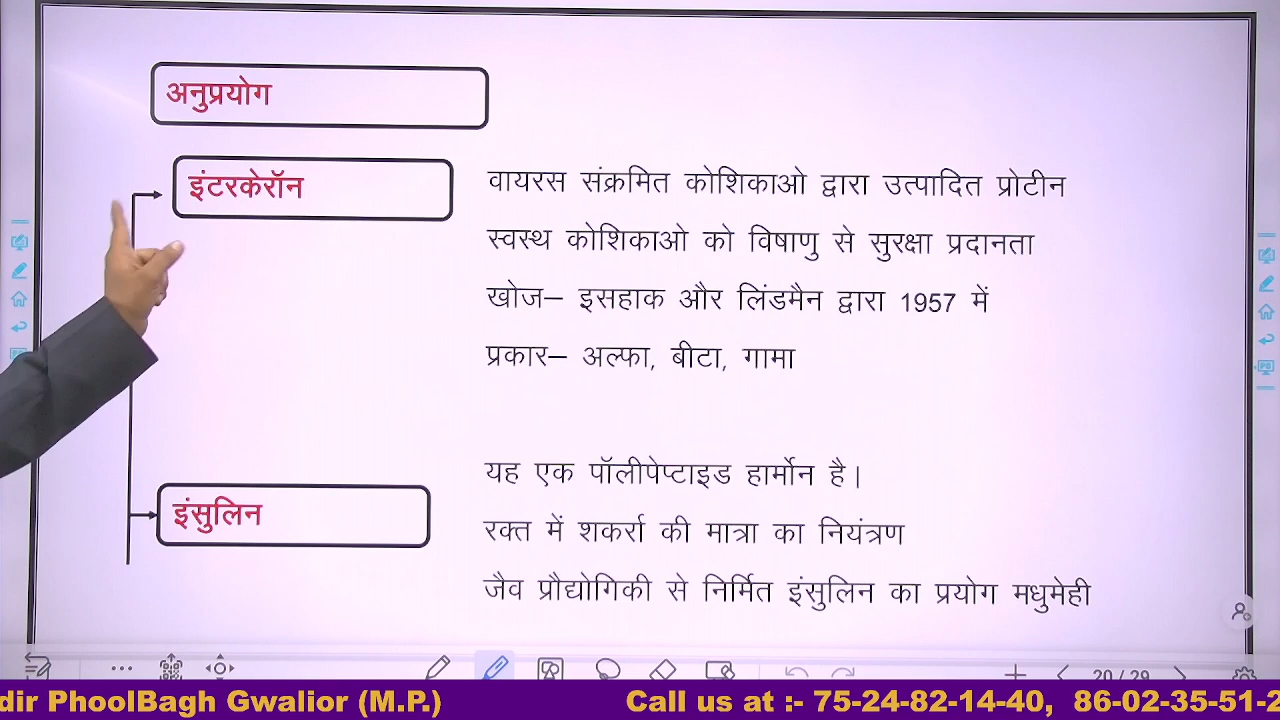 अनुप्रयोग
इंटरकेरॉन
वायरस संक्रमित कोशिकाओ द्वारा उत्पादित प्रोटीन
स्वस्थ कोशिकाओ को विषाणु से सुरक्षा प्रदानता
खोज– इसहाक और लिंडमैन द्वारा 1957 में
प्रकार– अल्फा, बीटा, गामा
यह एक पॉलीपेप्टाइड हार्मोन है।
इंसुलिन
रक्त में शकर्रा की मात्रा का नियंत्रण
जैव प्रौद्योगिकी से निर्मित इंसुलिन का प्रयोग मधुमेही
20 / 29
dir PhoolBagh Gwalior (M.P.) Call us at :- 75-24-82-14-40, 86-02-35-51-2